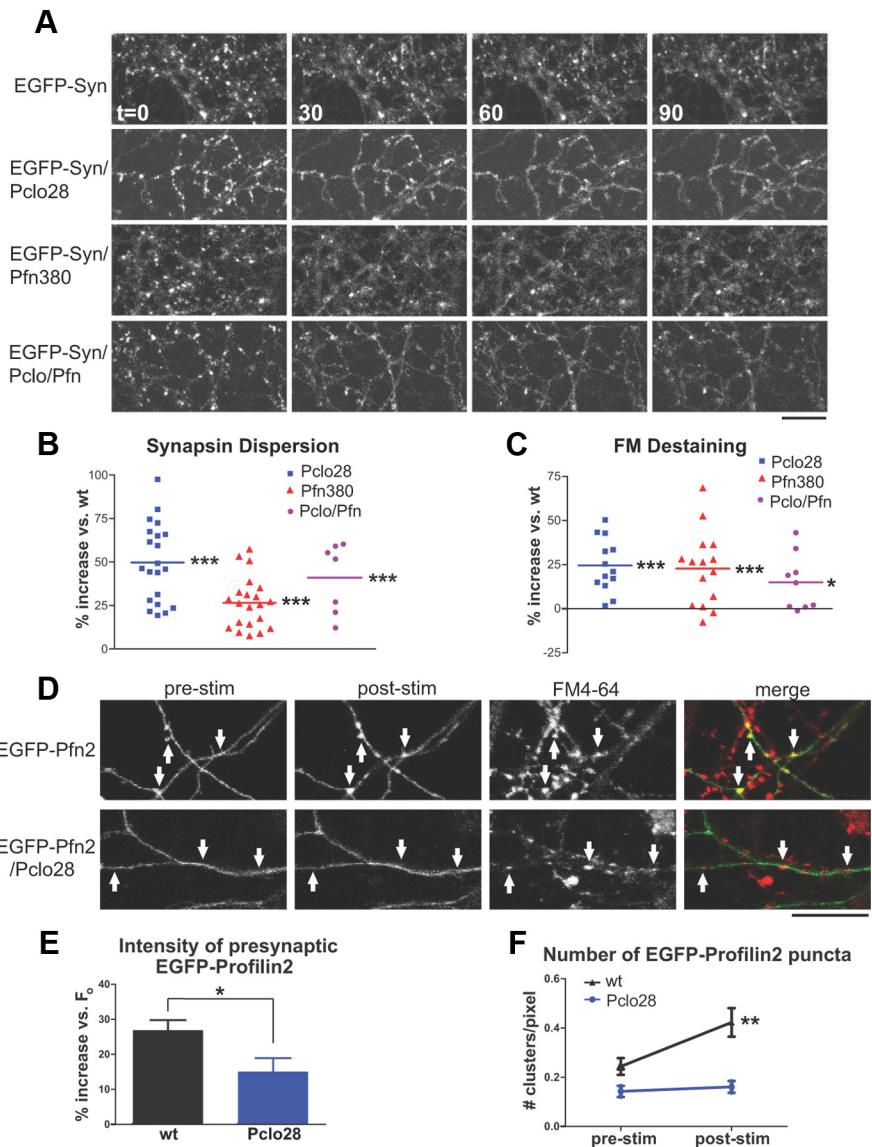 A
EGFP-Syn
t=0
30
60
90
EGFP-Syn/
Pclo28
EGFP-Syn/
Pfn380
EGFP-Syn/
Pclo/Pfn
B
Synapsin Dispersion
% increase vs. wt
100
75
50
25
0
Pclo28
Pfn380
Pclo/Pfn
***
***
***
C
FM Destaining
% increase vs. wt
75
50
25
0
-25
Pclo28
Pfn380
Pclo/Pfn
***
***
*
D
pre-stim
post-stim
FM4-64
merge
EGFP-Pfn2
EGFP-Pfn2
/Pclo28
E
Intensity of presynaptic
EGFP-Profilin2
% increase vs. Fo
40
30
20
10
0
*
wt
Pclo28
F
Number of EGFP-Profilin2 puncta
# clusters/pixel
0.6
0.4
0.2
0.0
wt
Pclo28
**
pre-stim
post-stim